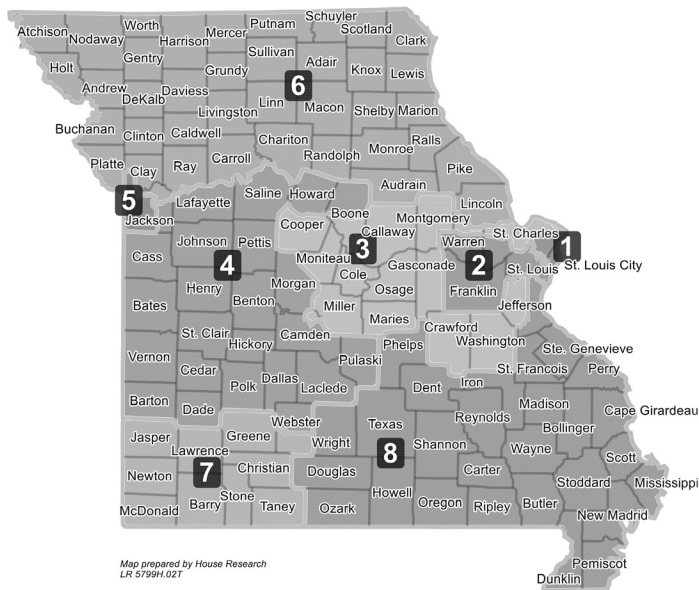 Schuyler
Worth Mercer Putnam Scotland
Atchison Nodaway Harrison Clark
Sullivan
Gentry Adair
Holt Grundy Knox Lewis
Andrew DeKalb Daviess 6
Linn Macon Shelby Marion
Livingston
Buchanan Clinton Caldwell Chariton Monroe Ralls
Platte Clay Ray Carroll Randolph
Pike
Audrain
5 Lafayette Saline Howard Lincoln
Jackson Boone Montgomery
Cooper Callaway St. Charles
Johnson Pettis 3 Warren 1
Cass Moniteau
4 Cole Gasconade 2 St. Louis St. Louis City
Henry Morgan Osage Franklin
Bates Benton Miller Jefferson
Maries
St. Clair Camden Crawford
Hickory Phelps Washington Ste. Genevieve
Vernon Pulaski
Cedar St. Francois Perry
Polk Dallas Laclede Dent Iron
Barton Dade Madison Cape Girardeau
Webster Texas Reynolds
Jasper Greene Bollinger
Lawrence Wright 8 Shannon Wayne
7 Christian Scott
Newton Douglas Carter
Stoddard Mississippi
Stone Howell
McDonald Barry Taney Ozark Oregon Ripley Butler
New Madrid
Map prepared by House Research
LR 5799H.02T
Pemiscot
Dunklin